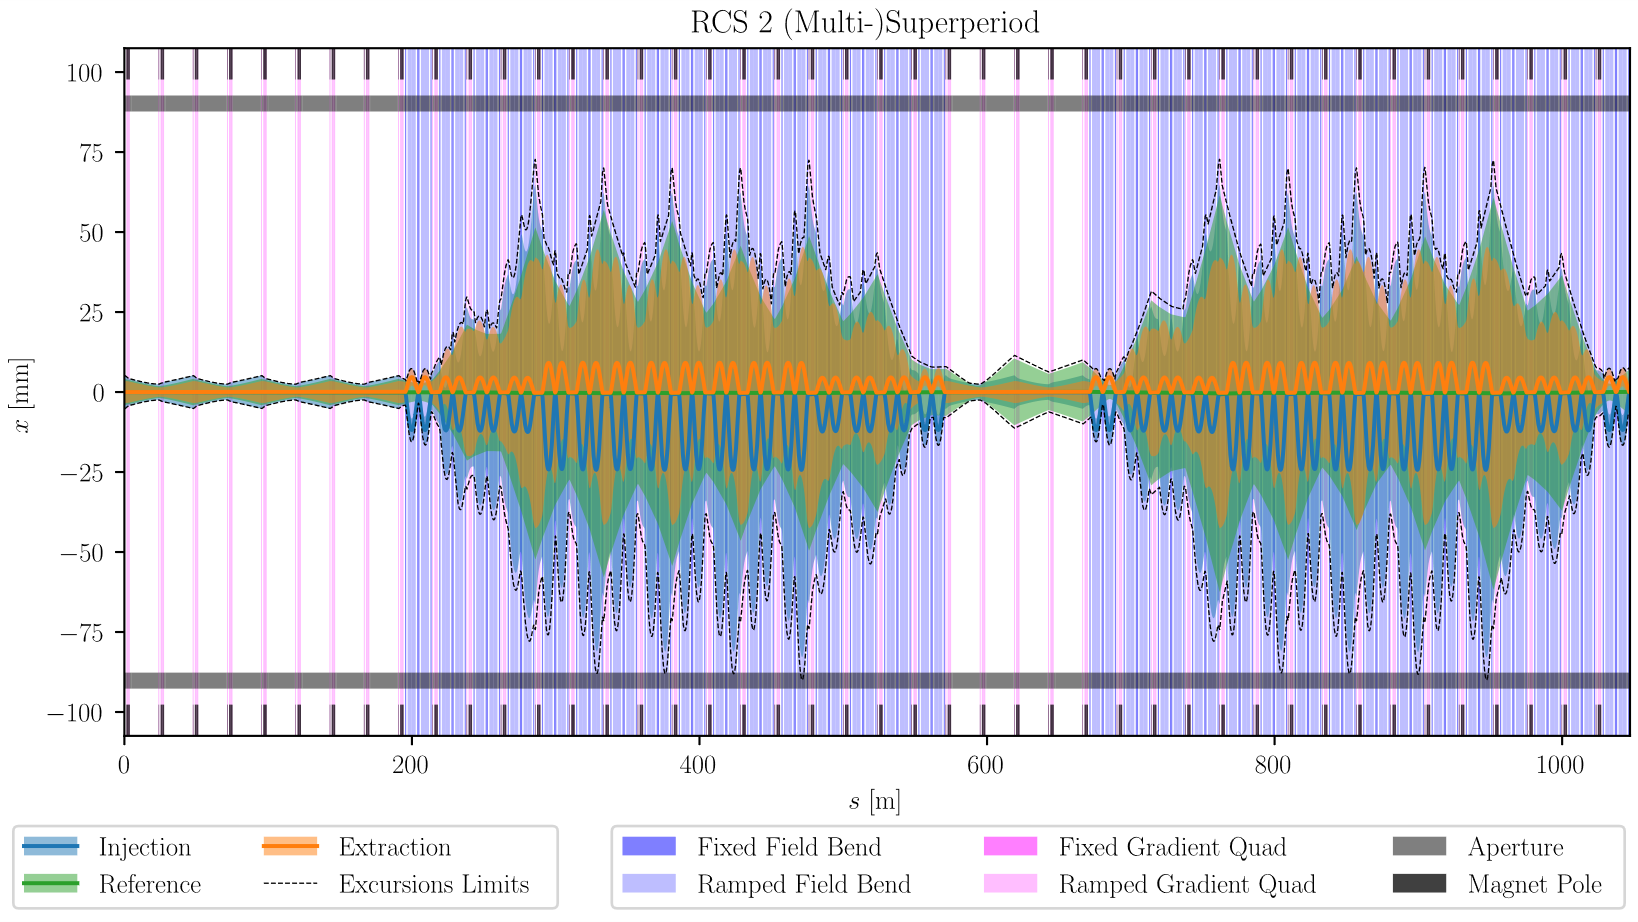 RCS 2 (Multi-)Superperiod
100
75
50
25
0
−25
−50
−75
−100
x [mm]
0 200 400 600 800 1000
s [m]
Injection Extraction Fixed Field Bend Fixed Gradient Quad Aperture
Reference Excursions Limits Ramped Field Bend Ramped Gradient Quad Magnet Pole